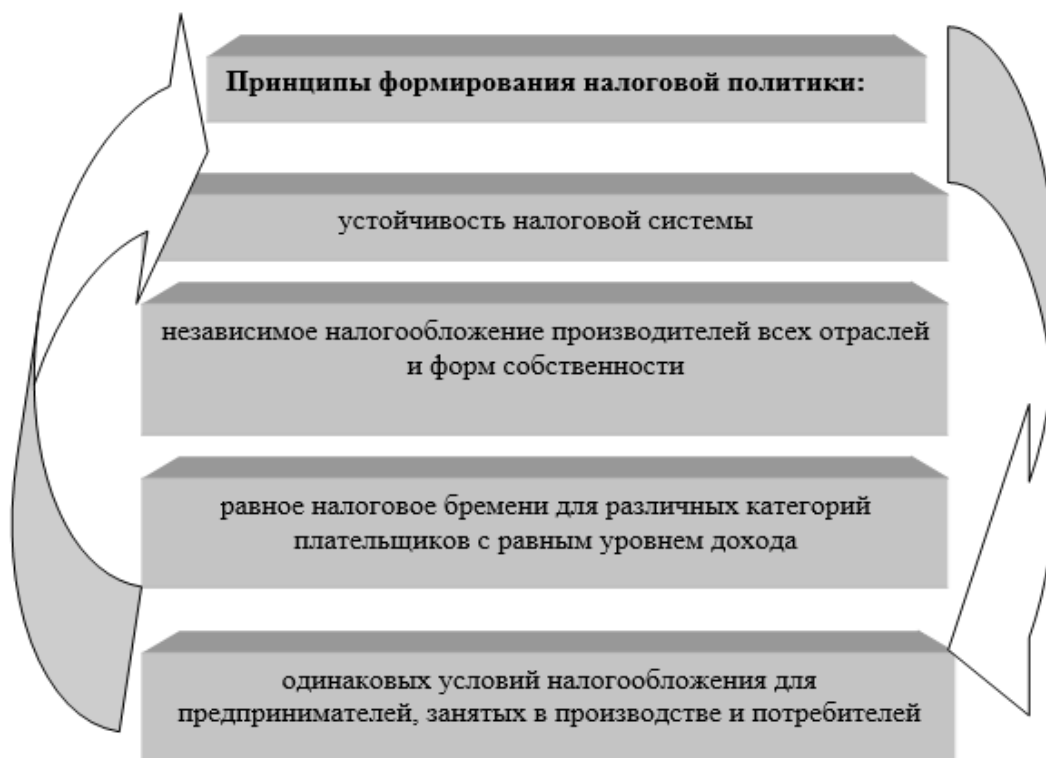 Принципы формирования налоговой политики:
устойчивость налоговой системы
независимое налогообложение производителей всех отраслей
и форм собственности
равное налоговое бремени для различных категорий
плательщиков с равным уровнем дохода
одинаковых условий налогообложения для
предпринимателей, занятых в производстве и потребителей